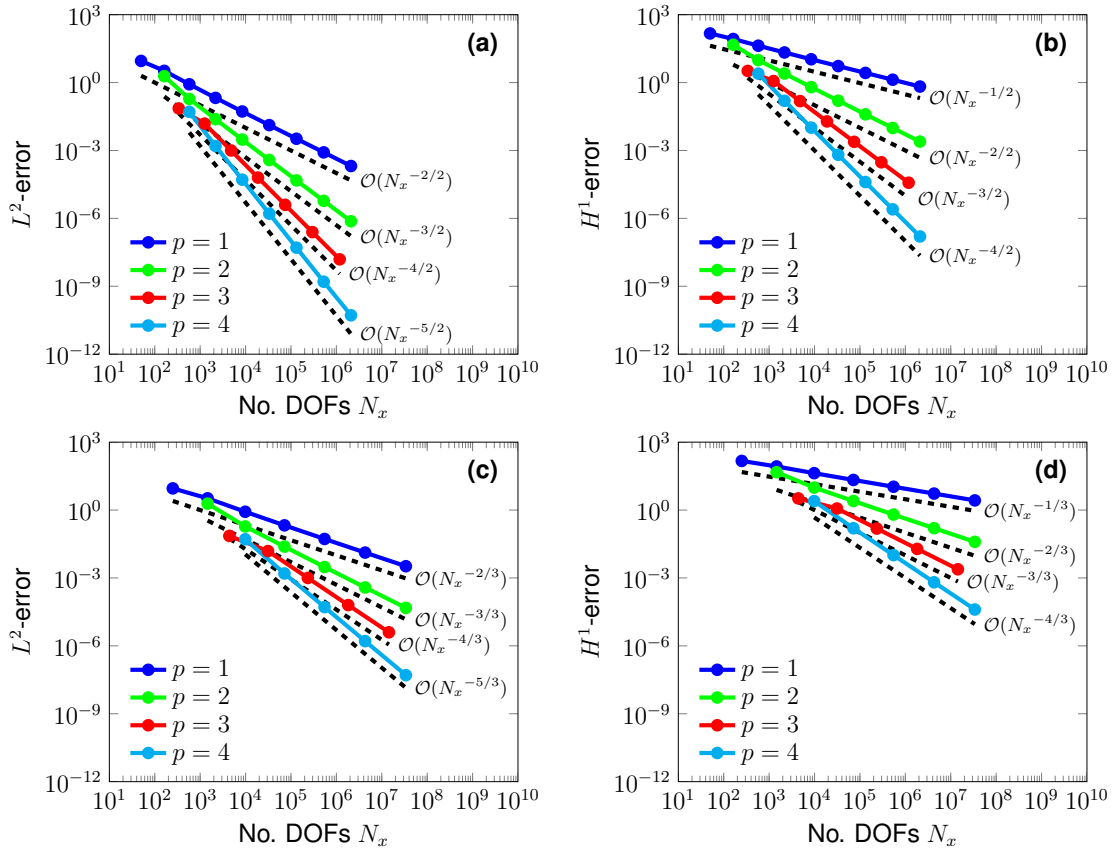 (a)
10^3
10^0
10^-3
10^-6
10^-9
10^-12
L^2-error
O(N_x^-2/2)
O(N_x^-3/2)
O(N_x^-4/2)
O(N_x^-5/2)
p = 1
p = 2
p = 3
p = 4
10^1 10^2 10^3 10^4 10^5 10^6 10^7 10^8 10^9 10^10
No. DOFs N_x
(b)
10^3
10^0
10^-3
10^-6
10^-9
10^-12
H^1-error
O(N_x^-1/2)
O(N_x^-2/2)
O(N_x^-3/2)
O(N_x^-4/2)
p = 1
p = 2
p = 3
p = 4
10^1 10^2 10^3 10^4 10^5 10^6 10^7 10^8 10^9 10^10
No. DOFs N_x
(c)
10^3
10^0
10^-3
10^-6
10^-9
10^-12
L^2-error
O(N_x^-2/3)
O(N_x^-3/3)
O(N_x^-4/3)
O(N_x^-5/3)
p = 1
p = 2
p = 3
p = 4
10^1 10^2 10^3 10^4 10^5 10^6 10^7 10^8 10^9 10^10
No. DOFs N_x
(d)
10^3
10^0
10^-3
10^-6
10^-9
10^-12
H^1-error
O(N_x^-1/3)
O(N_x^-2/3)
O(N_x^-3/3)
O(N_x^-4/3)
p = 1
p = 2
p = 3
p = 4
10^1 10^2 10^3 10^4 10^5 10^6 10^7 10^8 10^9 10^10
No. DOFs N_x